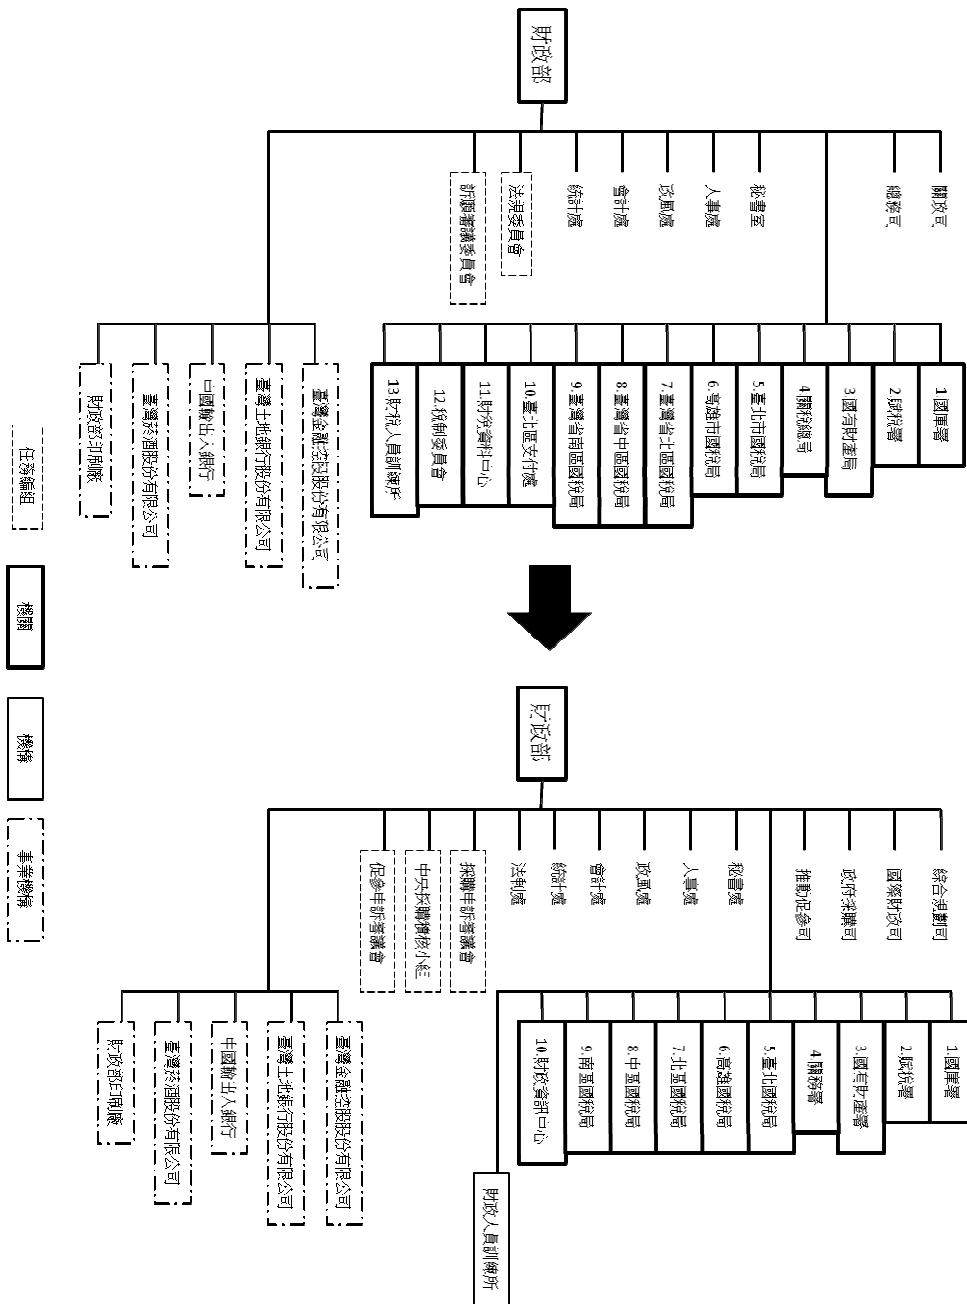 財政部
關政司
總務司
秘書室
人事處
政風處
會計處
統計處
法規委員會
訴願審議委員會
1.國庫署
2.賦稅署
3.國有財產局
4.關稅總局
5.臺北市國稅局
6.高雄市國稅局
7.臺灣省北區國稅局
8.臺灣省中區國稅局
9.臺灣省南區國稅局
10.臺北區支付處
11.財稅資料中心
12.稅制委員會
13.財稅人員訓練所
臺灣金融控股股份有限公司
臺灣土地銀行股份有限公司
中國輸出入銀行
臺灣菸酒股份有限公司
財政部印刷廠
財政部
綜合規劃司
國際財政司
政府採購司
推動促參司
秘書處
人事處
政風處
會計處
統計處
法制處
採購申訴審議會
中央採購稽核小組
促參申訴審議會
1.國庫署
2.賦稅署
3.國有財產署
4.關務署
5.臺北國稅局
6.高雄國稅局
7.北區國稅局
8.中區國稅局
9.南區國稅局
10.財政資訊中心
財政人員訓練所
臺灣金融控股股份有限公司
臺灣土地銀行股份有限公司
中國輸出入銀行
臺灣菸酒股份有限公司
財政部印刷廠
任務編組
機關
機構
事業機構